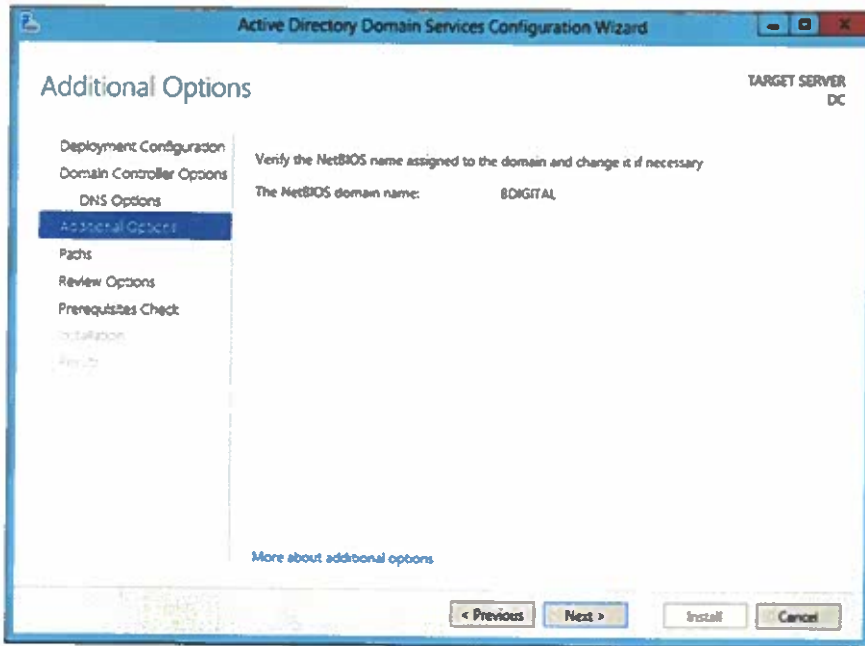 Active Directory Domain Services Configuration Wizard
Additional Options
TARGET SERVER
DC
Deployment Configuration
Domain Controller Options
DNS Options
Additional Options
Paths
Review Options
Prerequisites Check
Installation
Results
Verify the NetBIOS name assigned to the domain and change it if necessary
The NetBIOS domain name: BDIGITAL
More about additional options
< Previous Next > Install Cancel